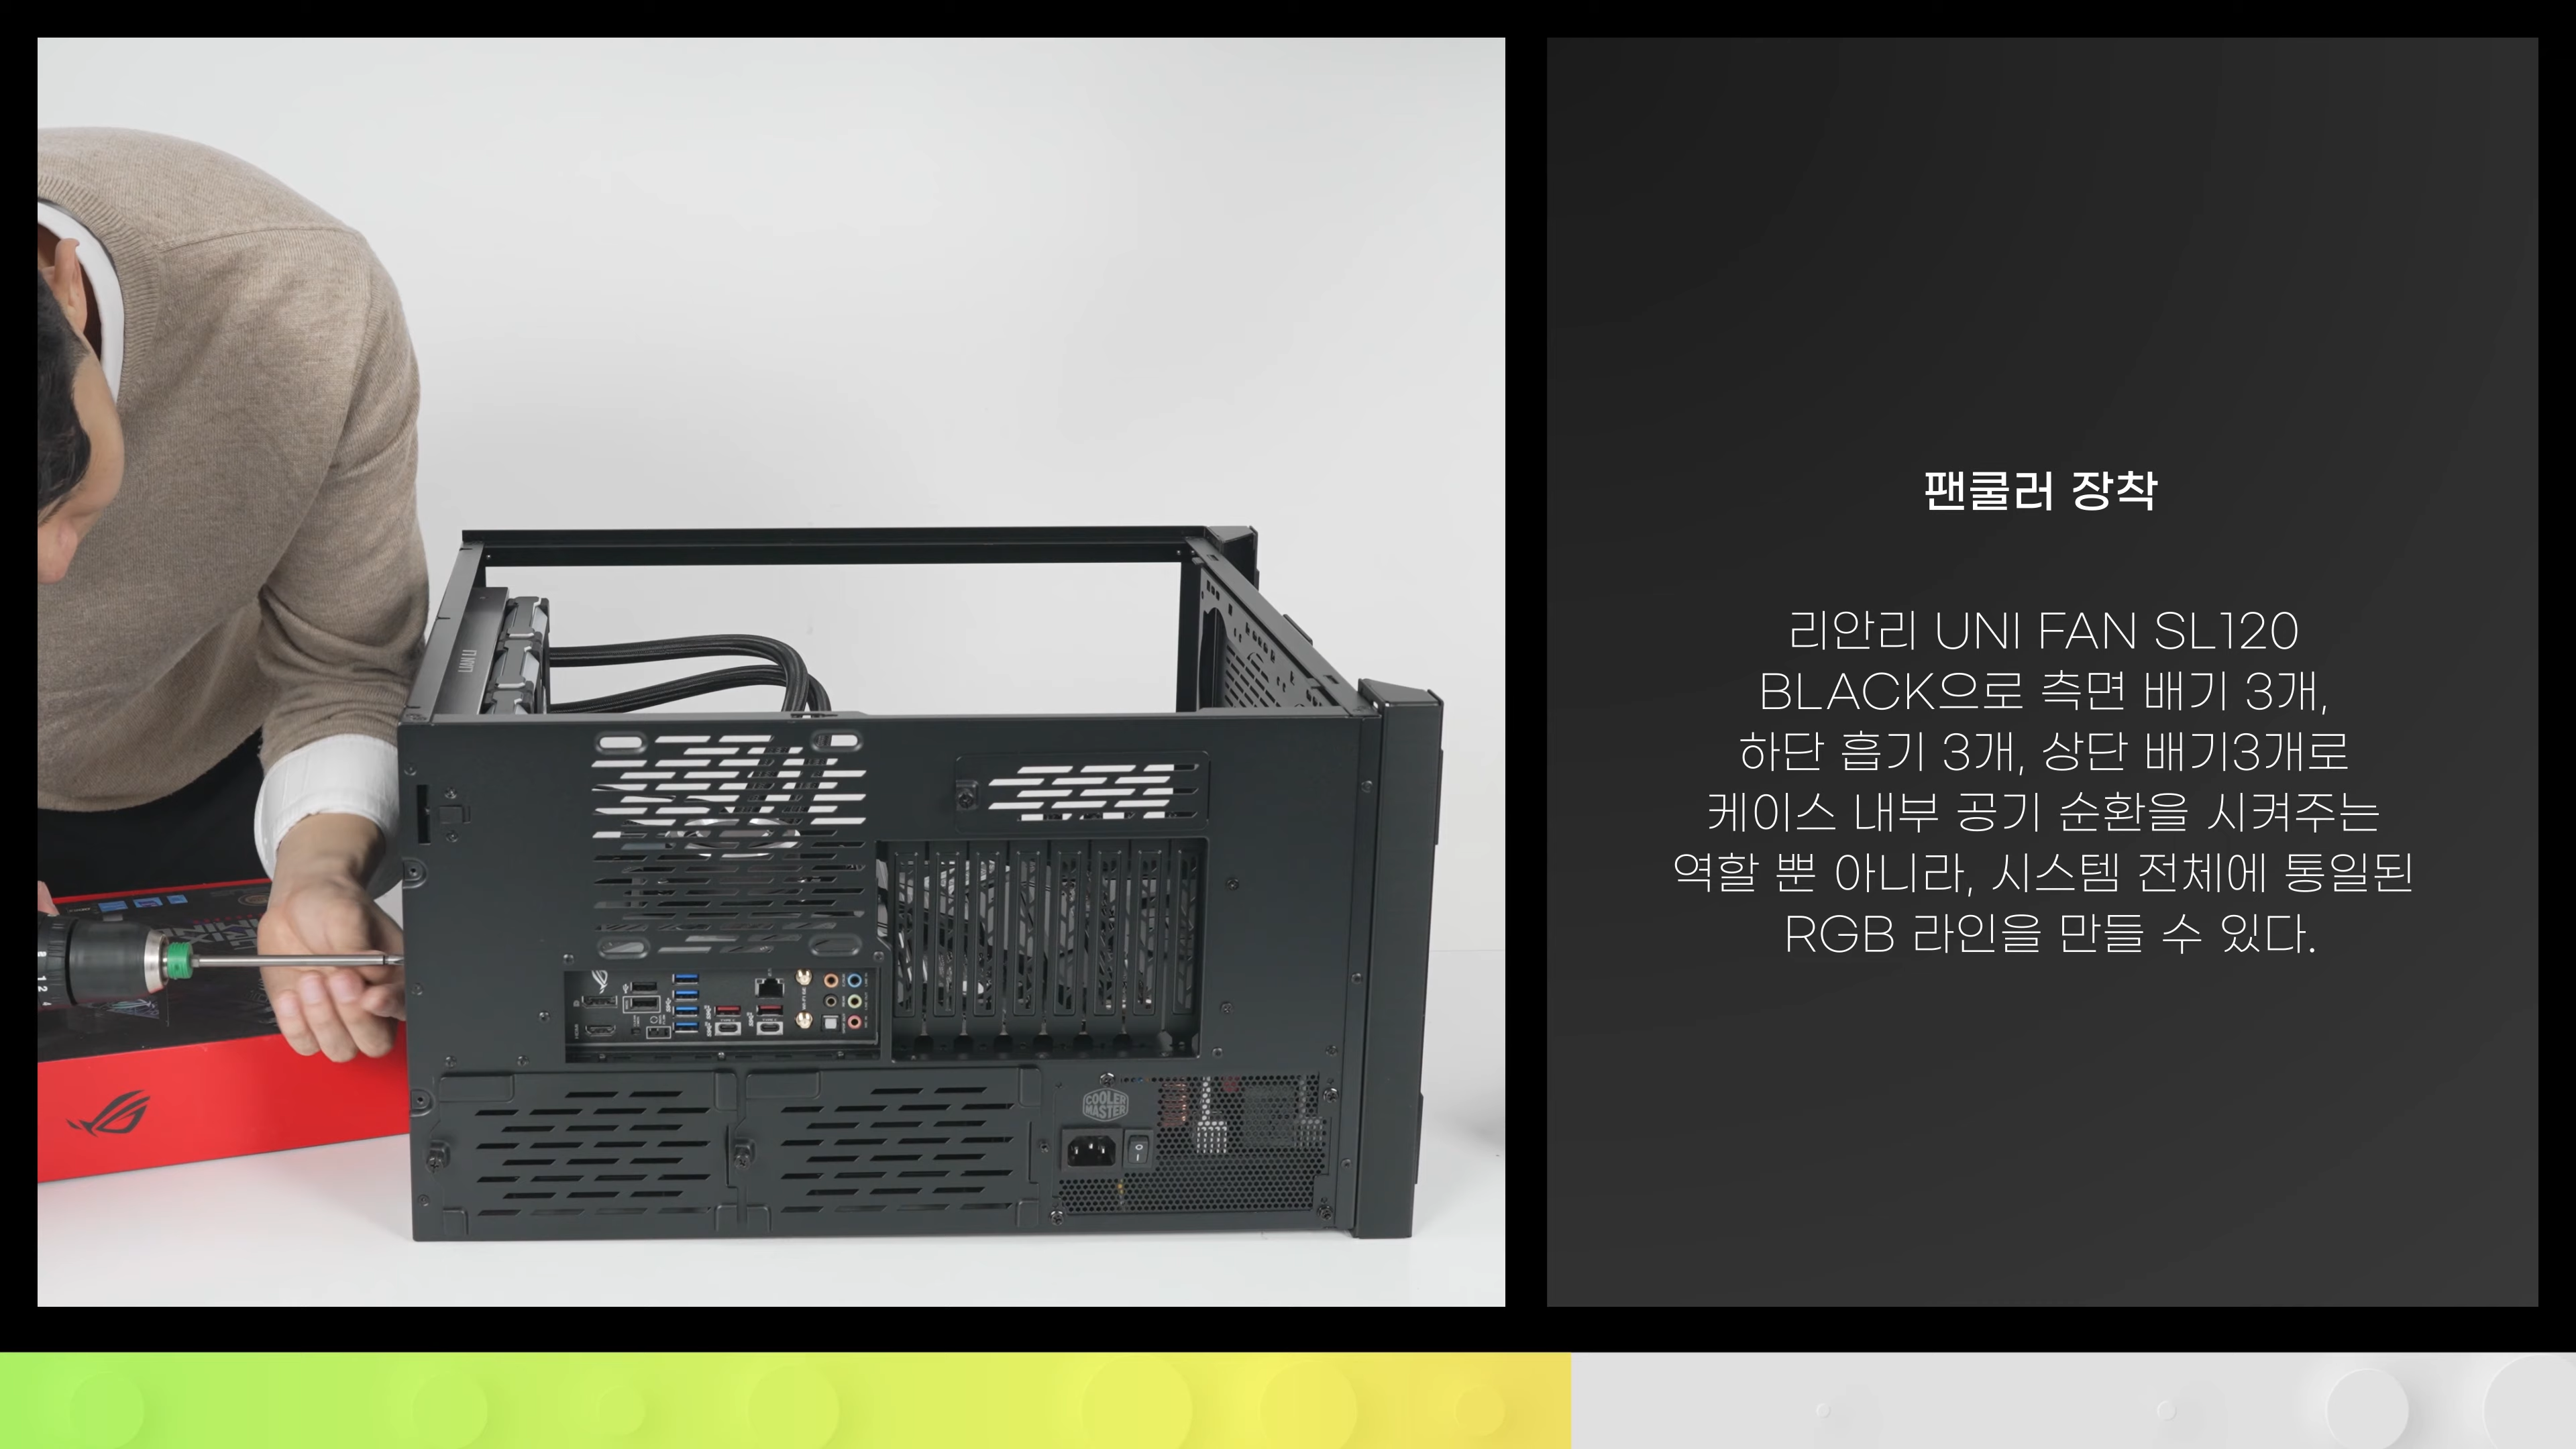 팬쿨러 장착
리안리 UNI FAN SL120
BLACK으로 측면 배기 3개,
하단 흡기 3개, 상단 배기3개로
케이스 내부 공기 순환을 시켜주는
역할 뿐 아니라, 시스템 전체에 통일된
RGB 라인을 만들 수 있다.
COOLER
MASTER